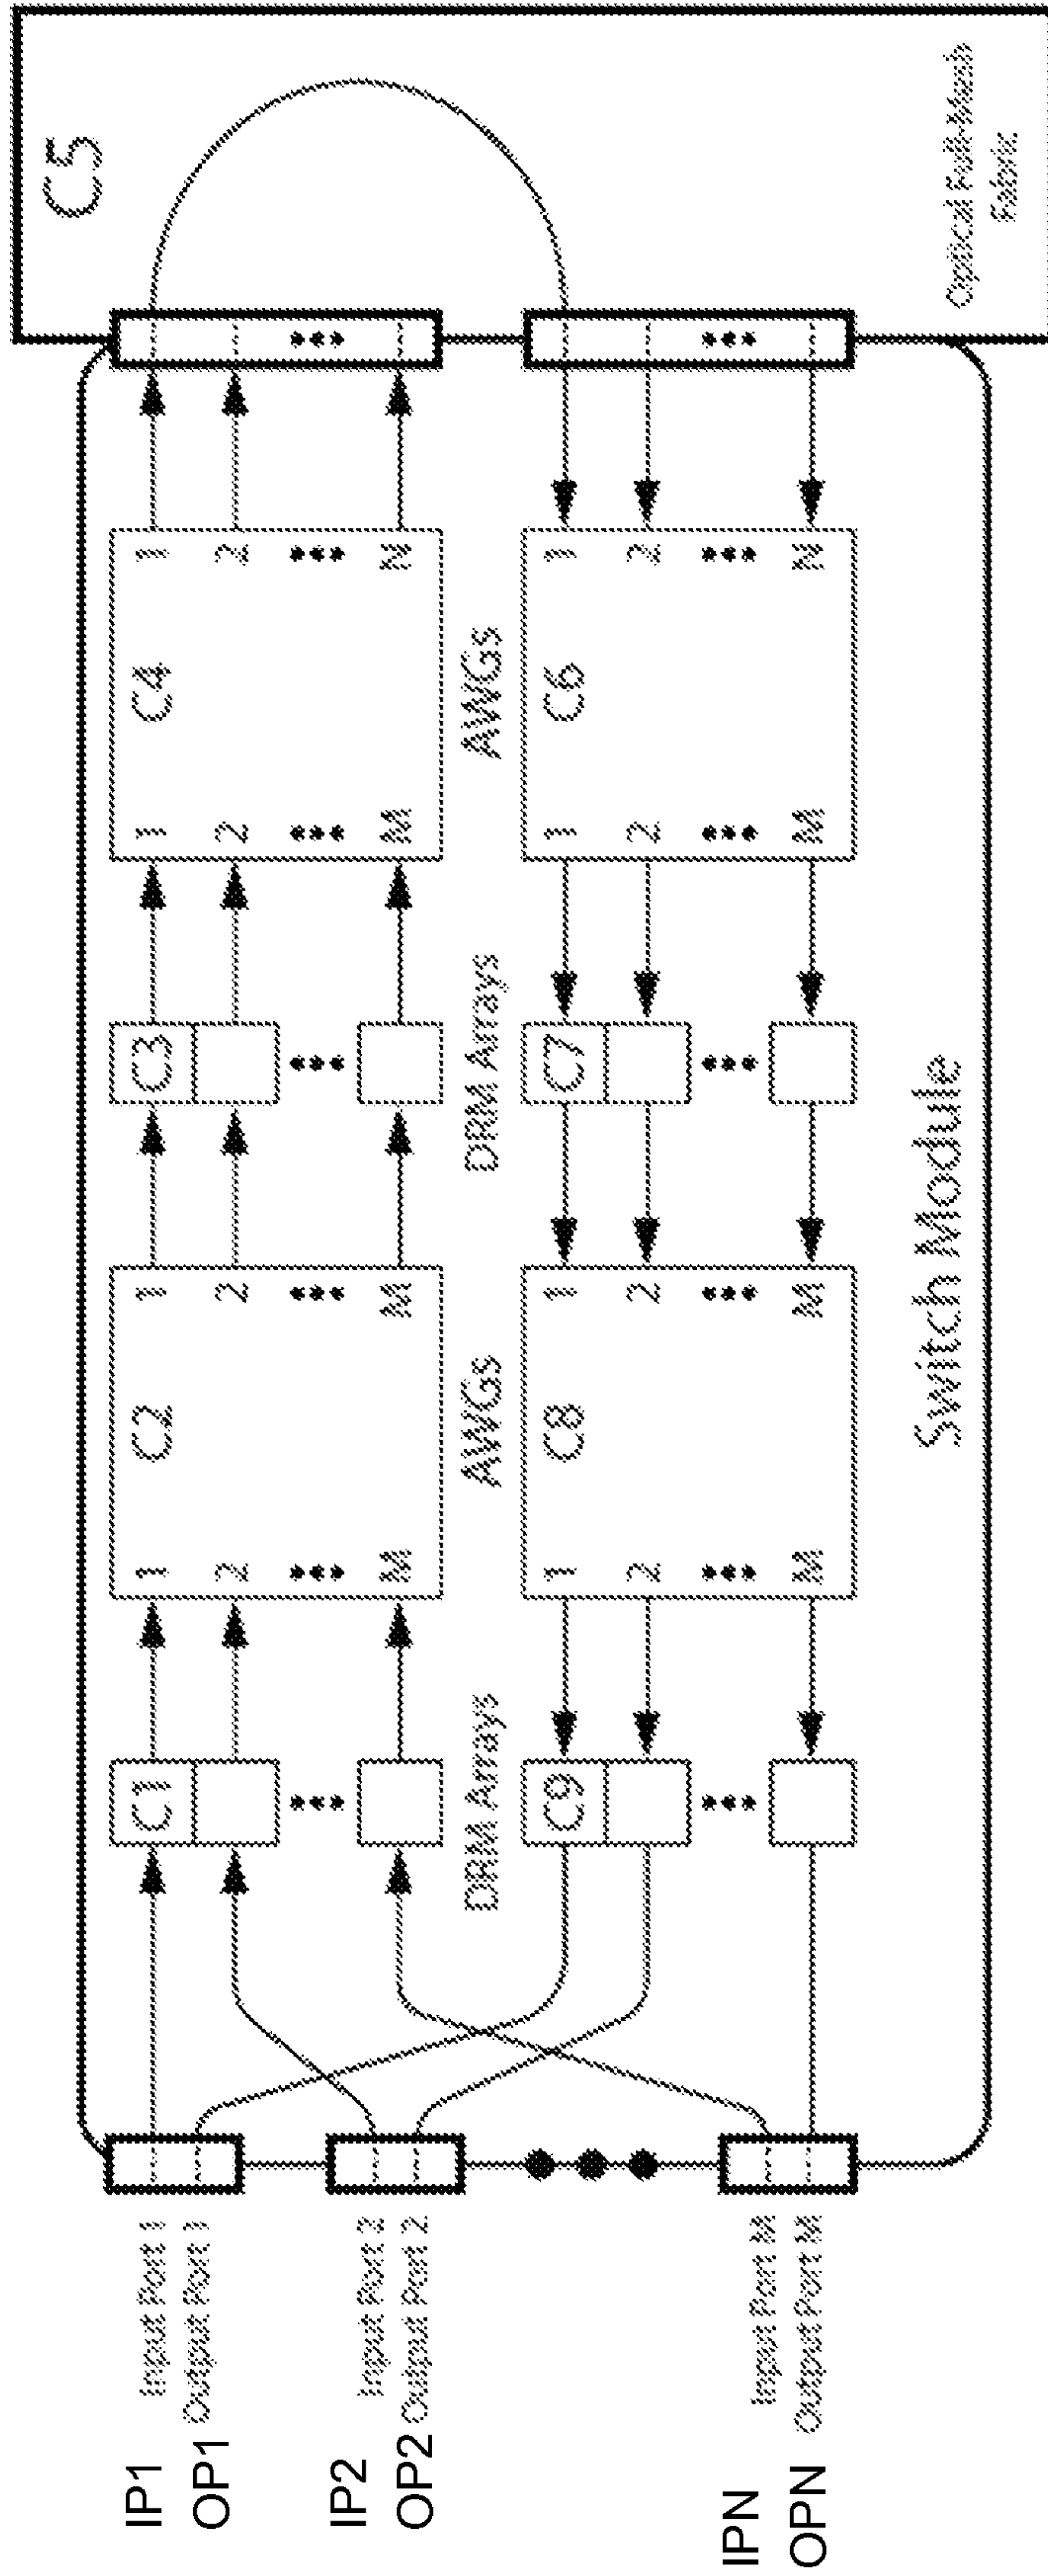 IP1
Input Port 1
OP1
Output Port 1
IP2
Input Port 2
OP2
Output Port 2
IPN
Input Port M
OPN
Output Port M
C1
1 C2 1
2 2
••• •••
M M
C3
1 C4 1
2 2
••• •••
M N
C5
DRM Arrays
AWGs
DRM Arrays
AWGs
C9
1 C8 1
2 2
••• •••
M M
C7
1 C6 1
2 2
••• •••
M N
Switch Module
Optical Full-Mesh
Fabric